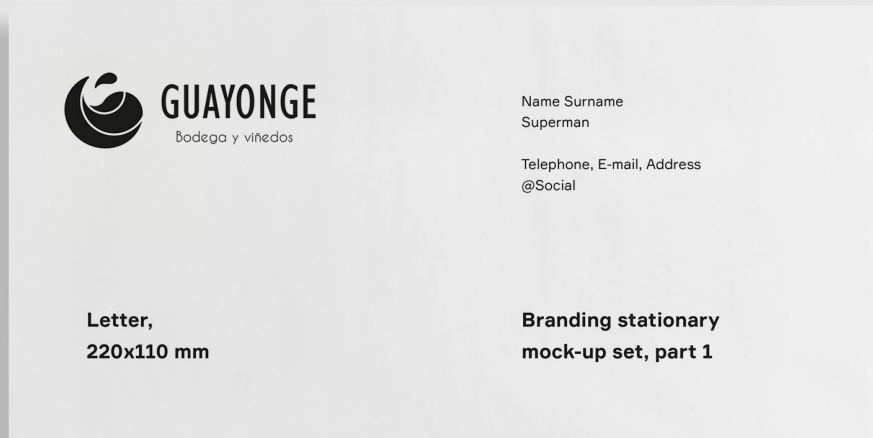 GUAYONGE
Bodega y viñedos
Name Surname
Superman
Telephone, E-mail, Address
@Social
Letter,
220x110 mm
Branding stationary
mock-up set, part 1